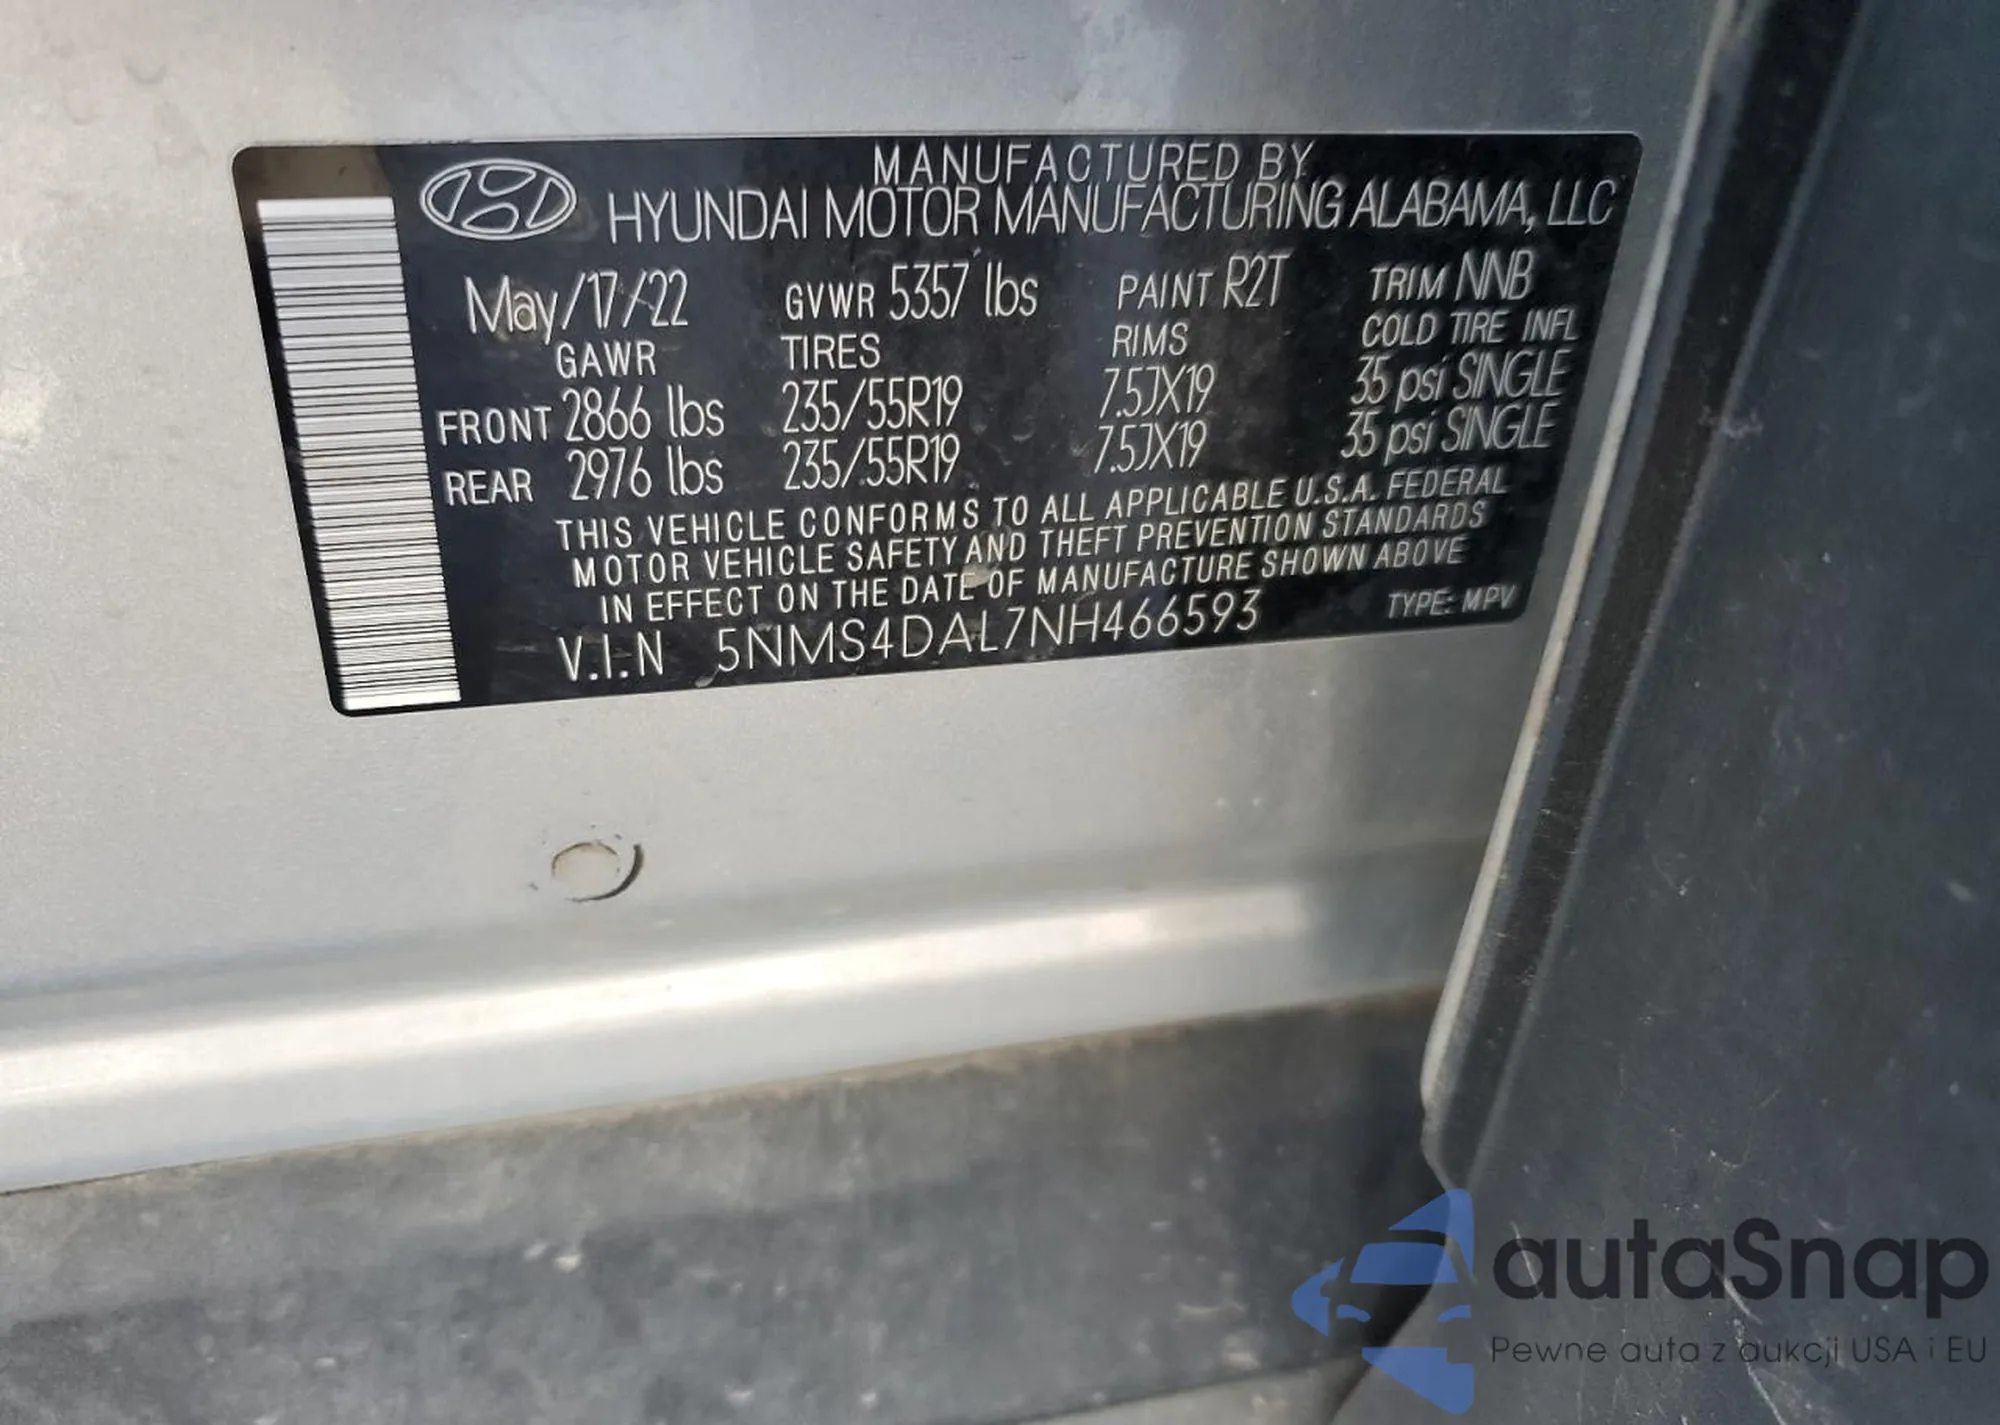 MANUFACTURED BY
HYUNDAI MOTOR MANUFACTURING ALABAMA, LLC
May/17/22 GVWR 5357 lbs PAINT R2T TRIM NNB
GAWR TIRES RIMS COLD TIRE INFL
FRONT 2866 lbs 235/55R19 7.5JX19 35 psi SINGLE
REAR 2976 lbs 235/55R19 7.5JX19 35 psi SINGLE
THIS VEHICLE CONFORMS TO ALL APPLICABLE U.S.A. FEDERAL
MOTOR VEHICLE SAFETY AND THEFT PREVENTION STANDARDS
IN EFFECT ON THE DATE OF MANUFACTURE SHOWN ABOVE
V.I.N 5NMS4DAL7NH466593 TYPE: MPV
autaSnap
Pewne auta z aukcji USA i EU